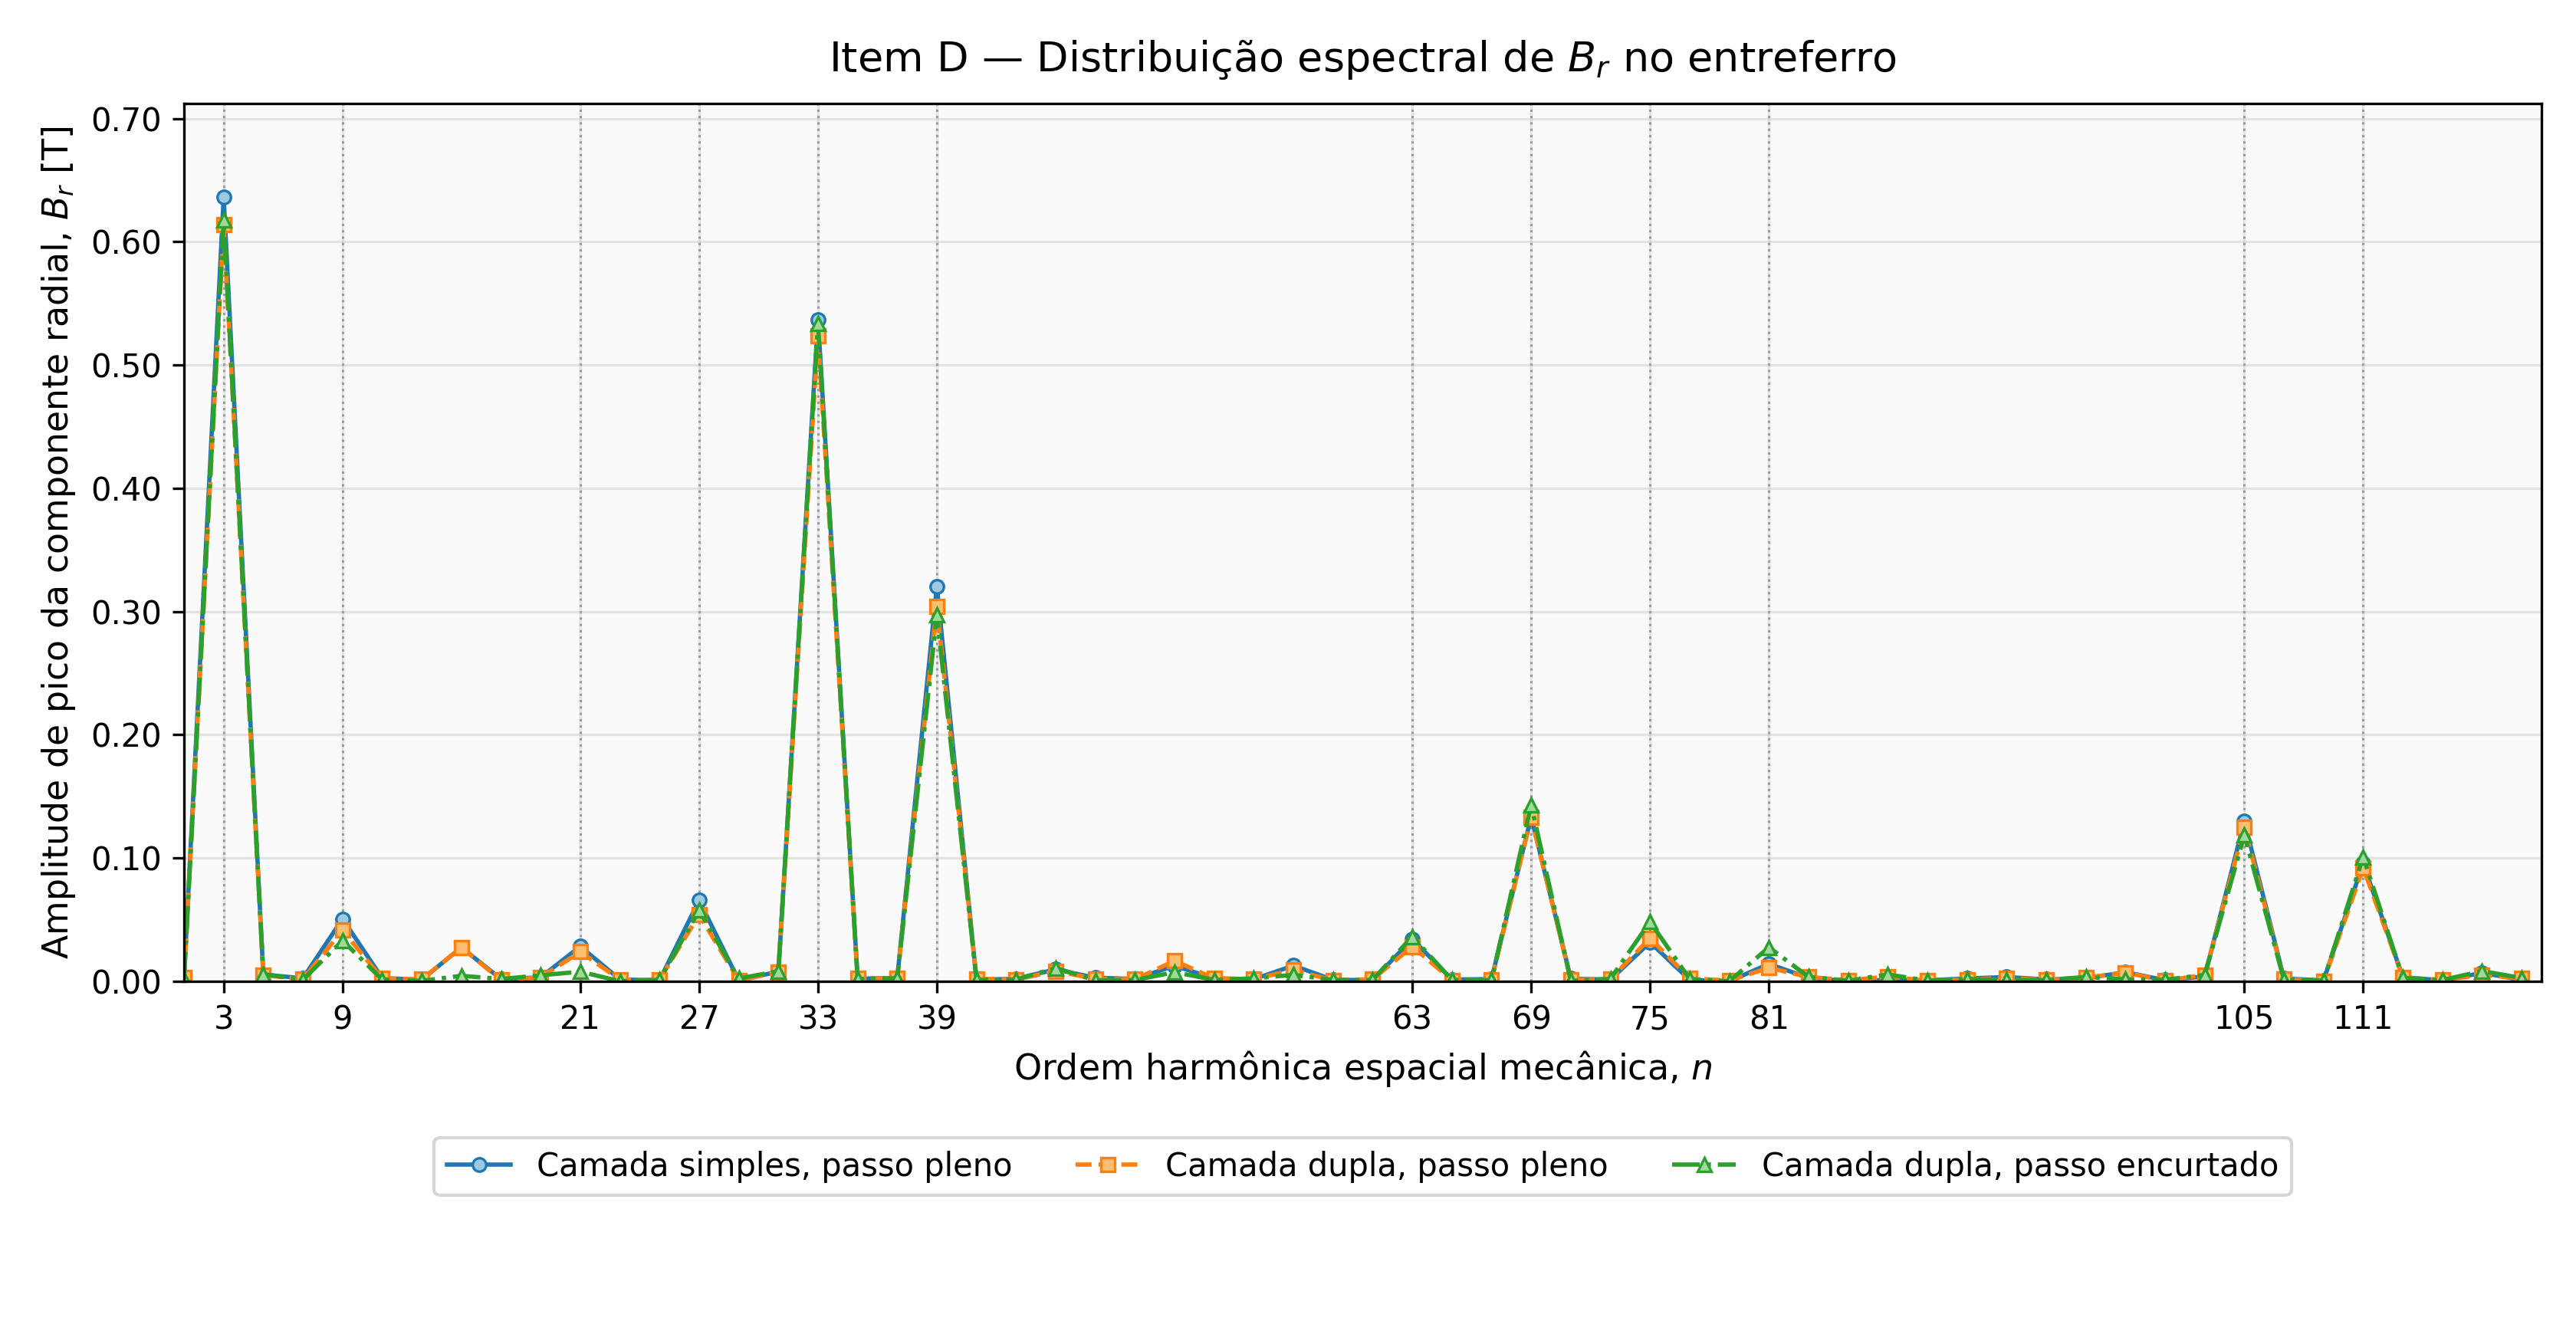 Item D — Distribuição espectral de B_r no entreferro
Amplitude de pico da componente radial, B_r [T]
0.70
0.60
0.50
0.40
0.30
0.20
0.10
0.00
3 9 21 27 33 39 63 69 75 81 105 111
Ordem harmônica espacial mecânica, n
Camada simples, passo pleno Camada dupla, passo pleno Camada dupla, passo encurtado